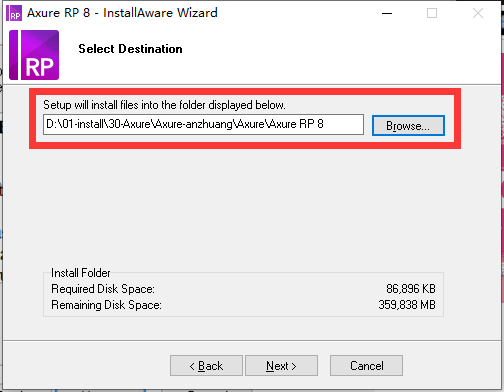 Axure RP 8 - InstallAware Wizard
RP
Select Destination
Setup will install files into the folder displayed below.
D:\01-install\30-Axure\Axure-anzhuang\Axure\Axure RP 8
Browse...
Install Folder
Required Disk Space: 86,896 KB
Remaining Disk Space: 359,838 MB
< Back Next > Cancel